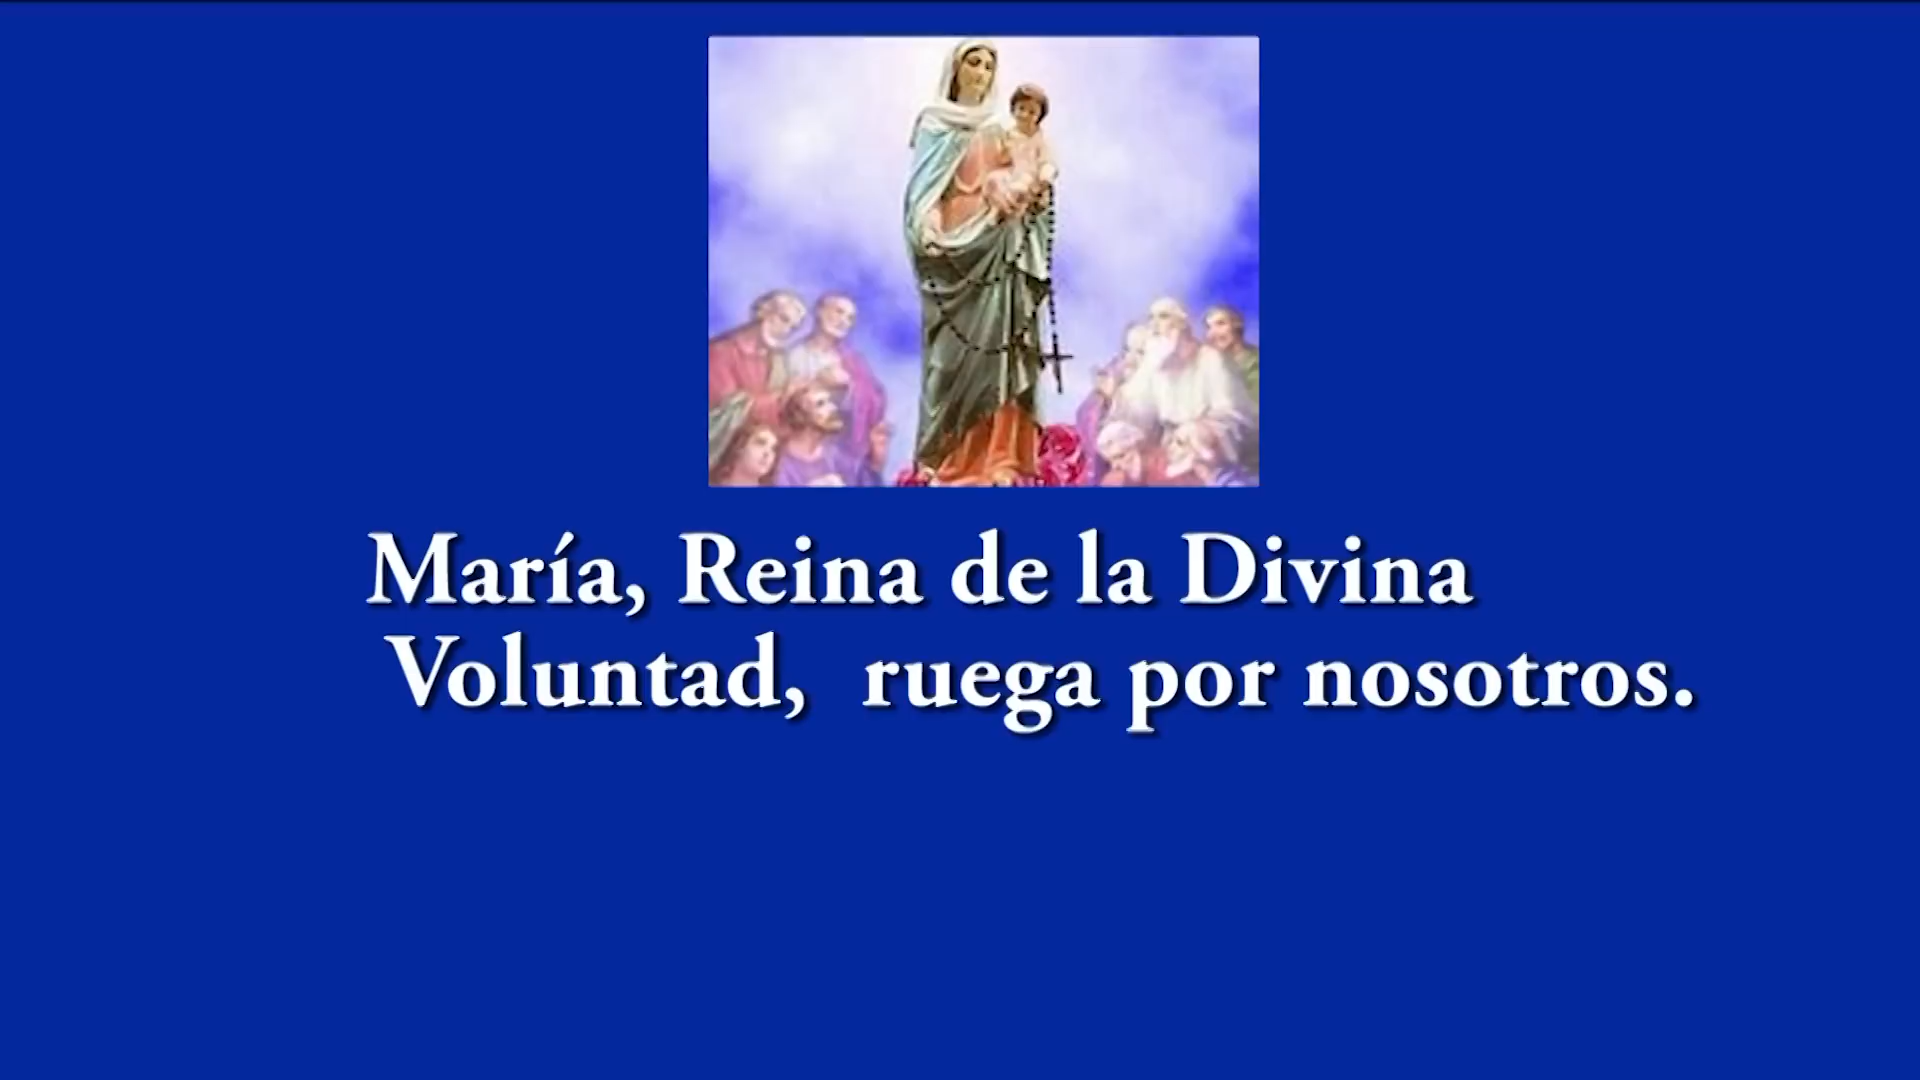 María, Reina de la Divina
Voluntad, ruega por nosotros.